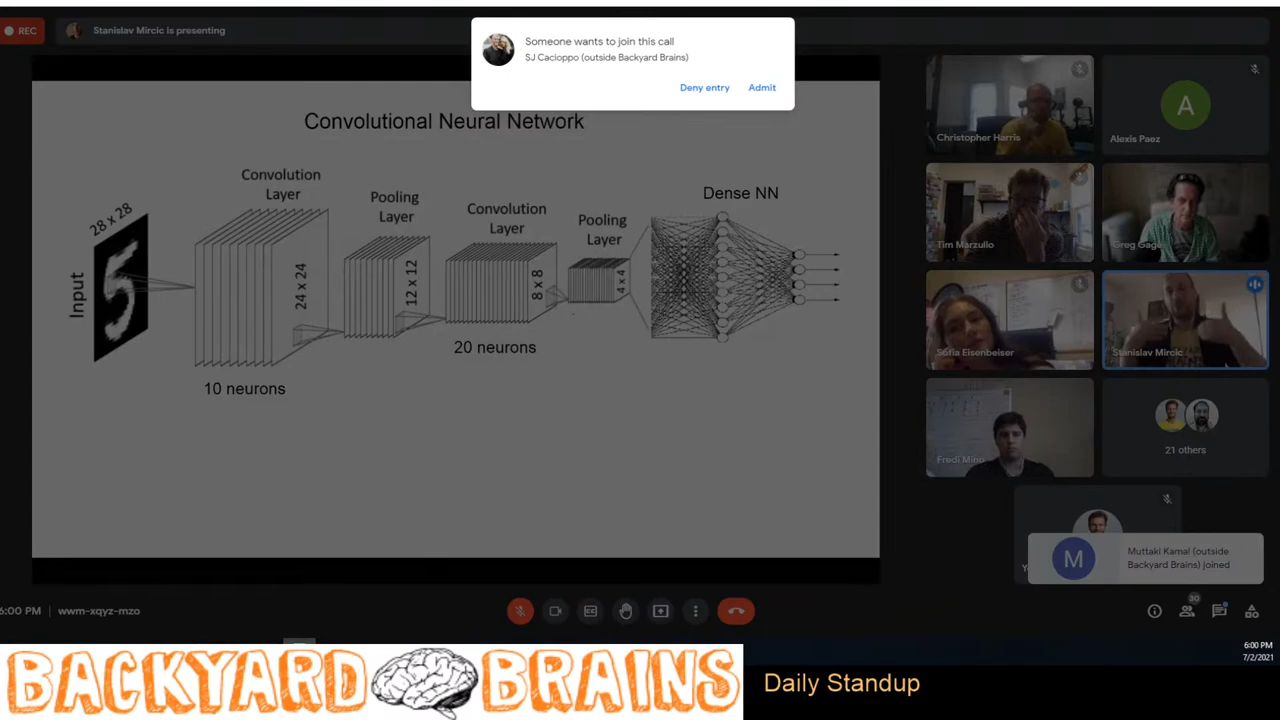 REC
Stanislav Mircic is presenting
Someone wants to join this call
SJ Cacioppo (outside Backyard Brains)
Deny entry
Admit
Convolutional Neural Network
Convolution
Layer
Pooling
Layer
Convolution
Layer
Pooling
Layer
Dense NN
28 x 28
Input
24 x 24
12 x 12
8 x 8
4 x 4
10 neurons
20 neurons
Christopher Harris
A
Alexis Paez
Tim Marzullo
Greg Gage
Sofia Eisenbeiser
Stanislav Mircic
Fredi Mino
21 others
M
Muttaki Kamal (outside
Backyard Brains) joined
6:00 PM
wwm-xqyz-mzo
30
6:00 PM
7/2/2021
BACKYARD BRAINS
Daily Standup